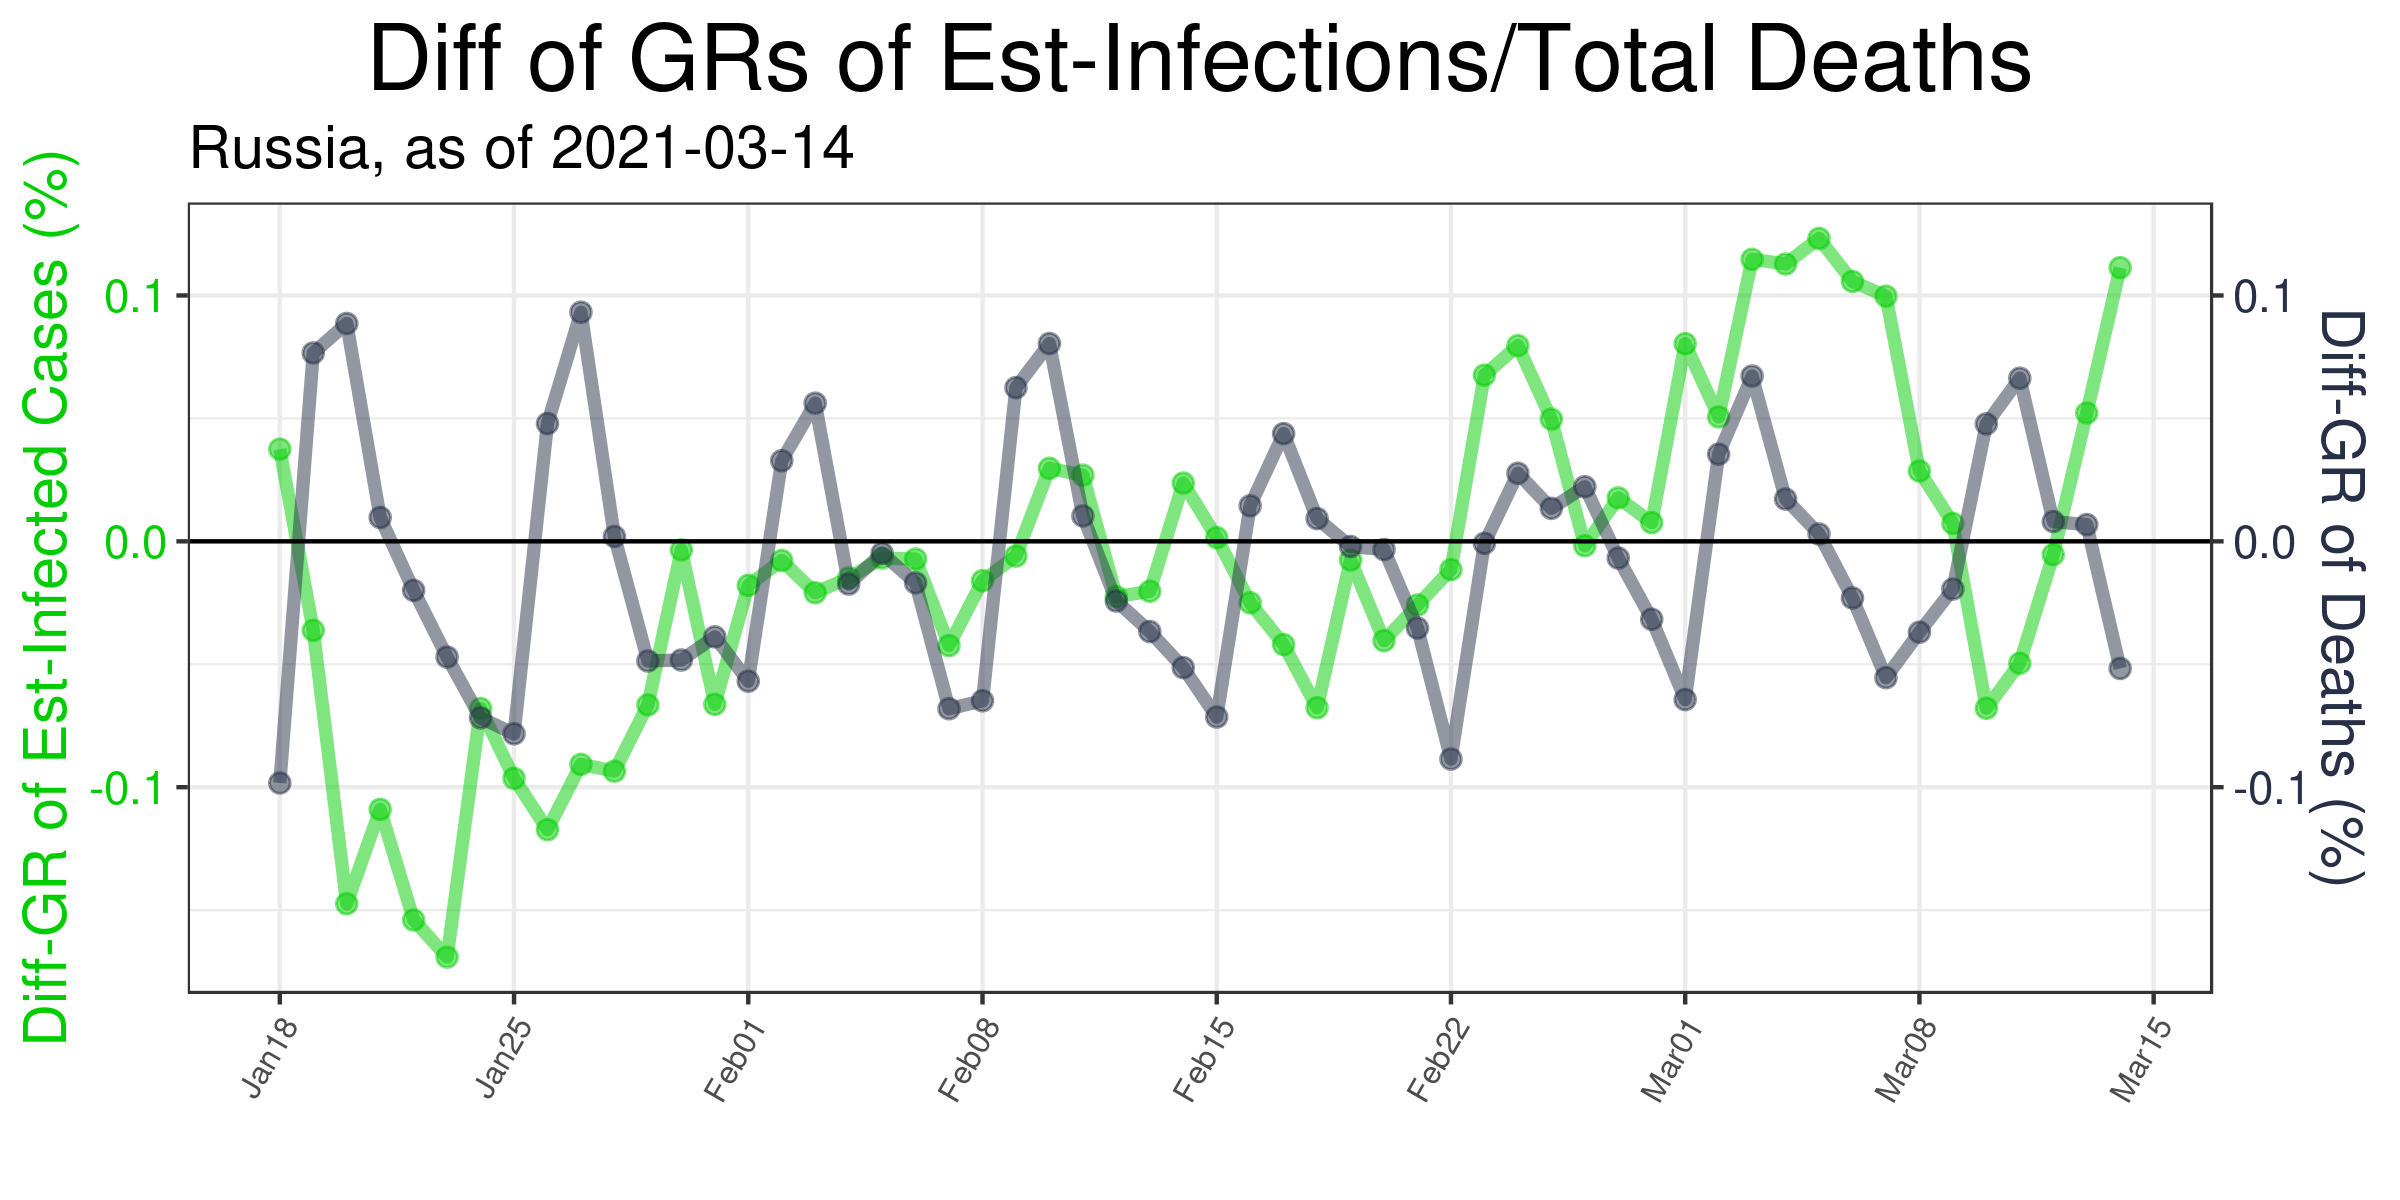 Diff of GRs of Est-Infections/Total Deaths
Russia, as of 2021-03-14
Diff-GR of Est-Infected Cases (%)
0.1
0.0
-0.1
0.1
0.0
-0.1
Diff-GR of Deaths (%)
Jan18
Jan25
Feb01
Feb08
Feb15
Feb22
Mar01
Mar08
Mar15